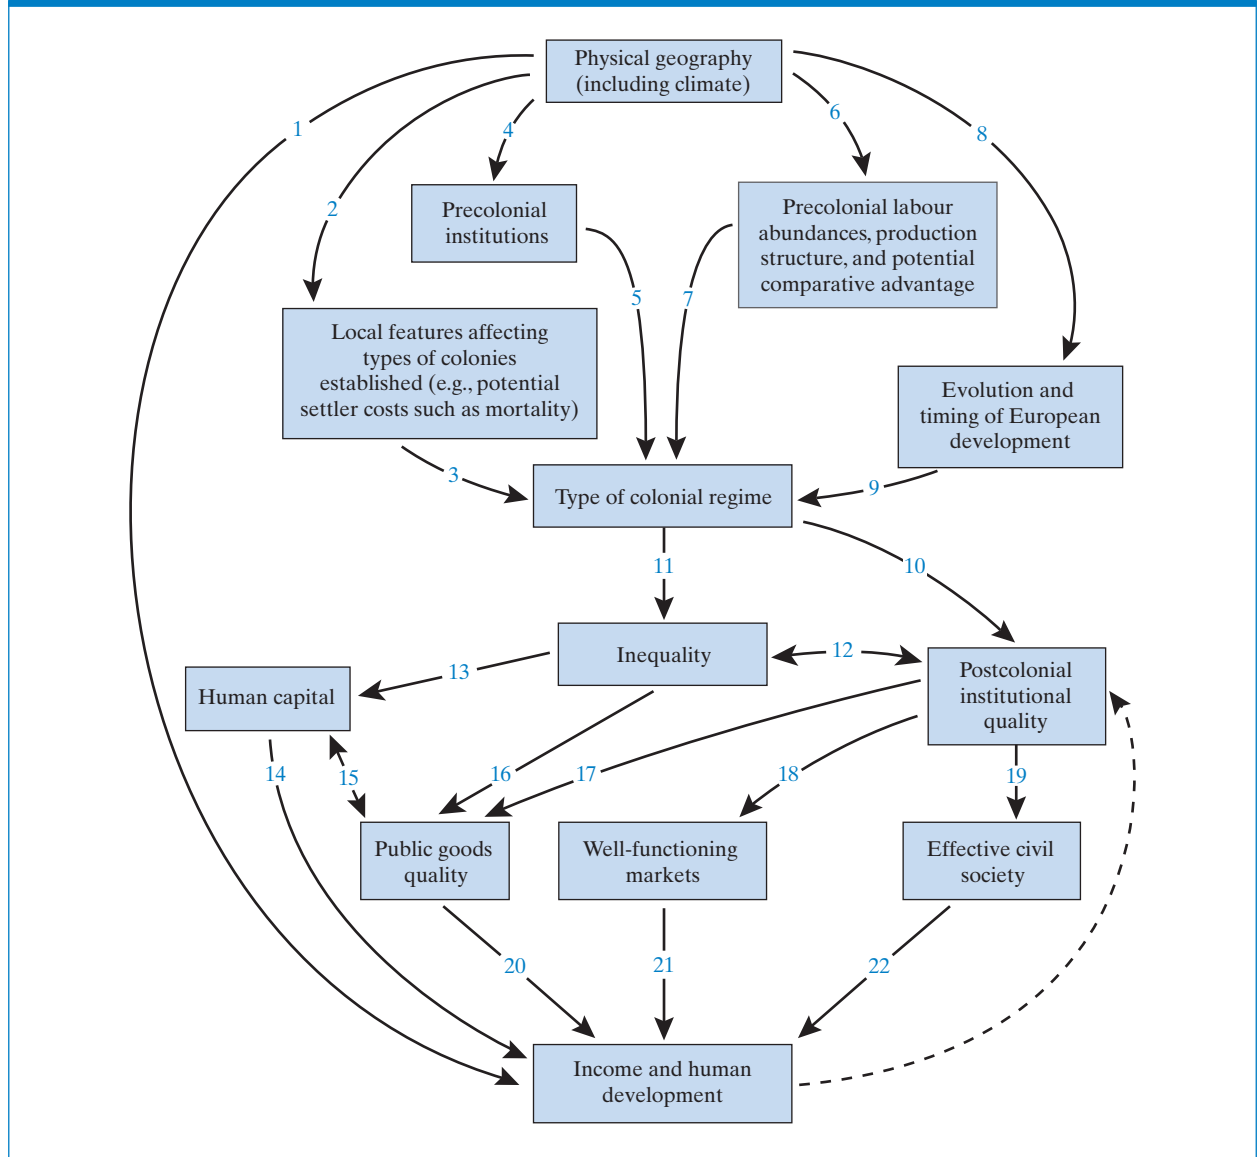 Physical geography
(including climate)
1
4
6
8
2
Precolonial
institutions
Precolonial labour
abundances, production
structure, and potential
comparative advantage
5
7
Local features affecting
types of colonies
established (e.g., potential
settler costs such as mortality)
Evolution and
timing of European
development
3
9
Type of colonial regime
11
10
Inequality
12
Postcolonial
institutional
quality
13
Human capital
14
15
16
17
18
19
Public goods
quality
Well-functioning
markets
Effective civil
society
20
21
22
Income and human
development